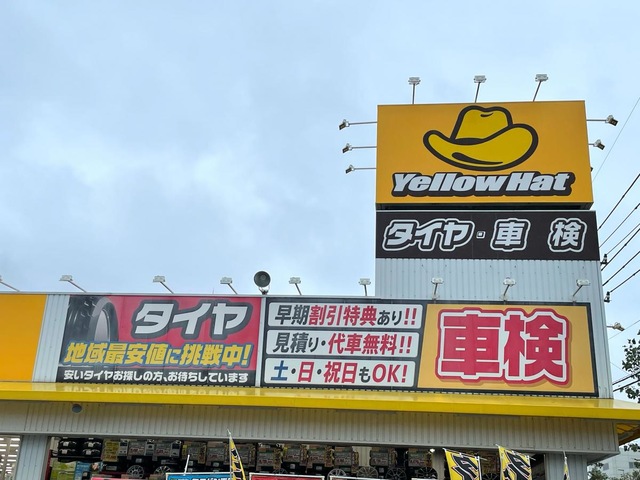 YellowHat
タイヤ・車検
タイヤ
地域最安値に挑戦中!
安いタイヤお探しの方、お待ちしています
早期割引特典あり!!
見積り・代車無料!!
土・日・祝日もOK!
車検